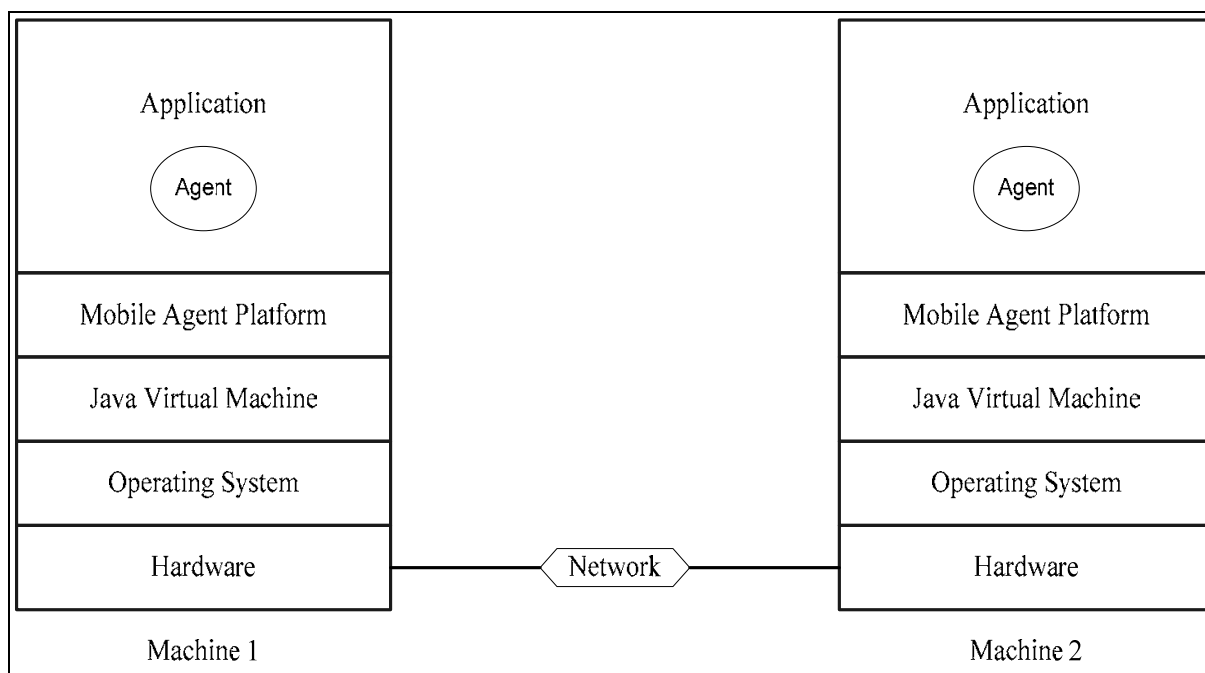 Application
Agent
Mobile Agent Platform
Java Virtual Machine
Operating System
Hardware
Machine 1
Network
Application
Agent
Mobile Agent Platform
Java Virtual Machine
Operating System
Hardware
Machine 2